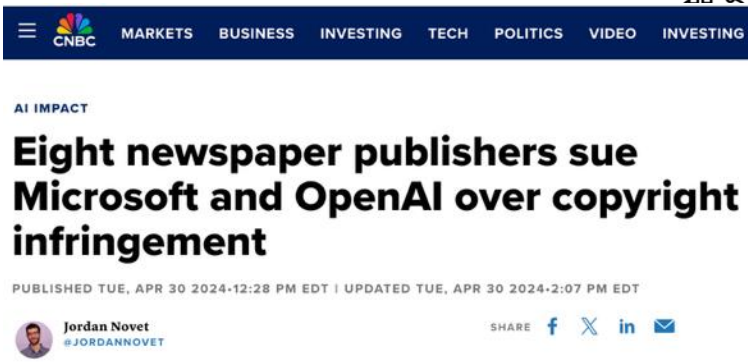 CNBC MARKETS BUSINESS INVESTING TECH POLITICS VIDEO INVESTING
AI IMPACT
Eight newspaper publishers sue
Microsoft and OpenAI over copyright
infringement
PUBLISHED TUE, APR 30 2024•12:28 PM EDT | UPDATED TUE, APR 30 2024•2:07 PM EDT
Jordan Novet SHARE f X in
@JORDANNOVET